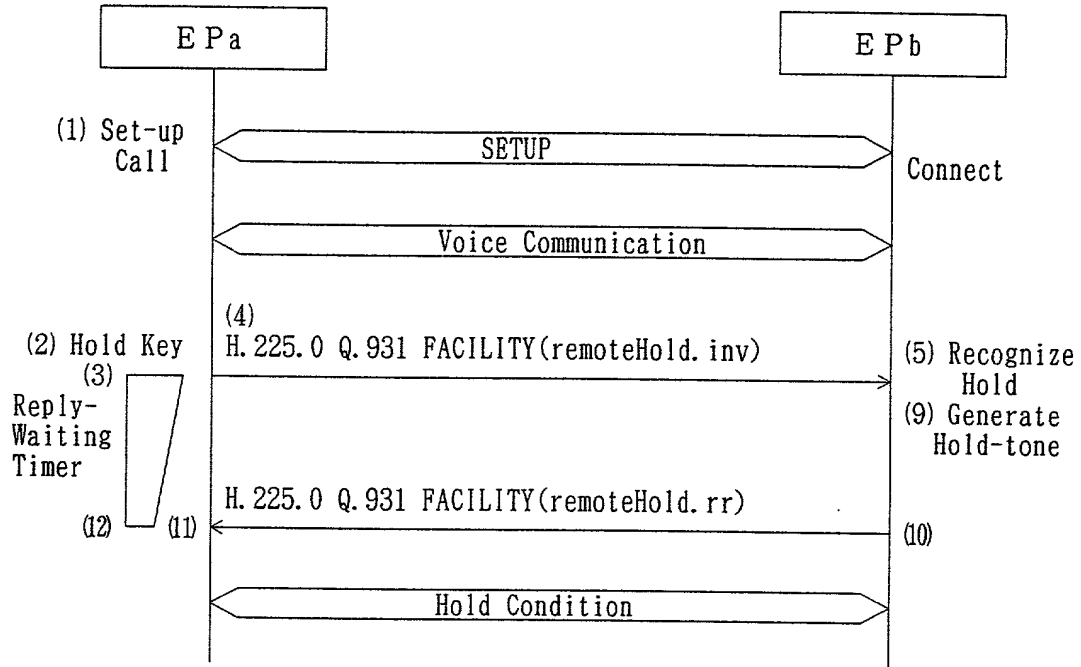 EPa
EPb
(1) Set-up
Call
SETUP
Connect
Voice Communication
(4)
(2) Hold Key
H.225.0 Q.931 FACILITY(remoteHold.inv)
(5) Recognize
Hold
(3)
Reply-
Waiting
Timer
(9) Generate
Hold-tone
H.225.0 Q.931 FACILITY(remoteHold.rr)
(12)
(11)
(10)
Hold Condition